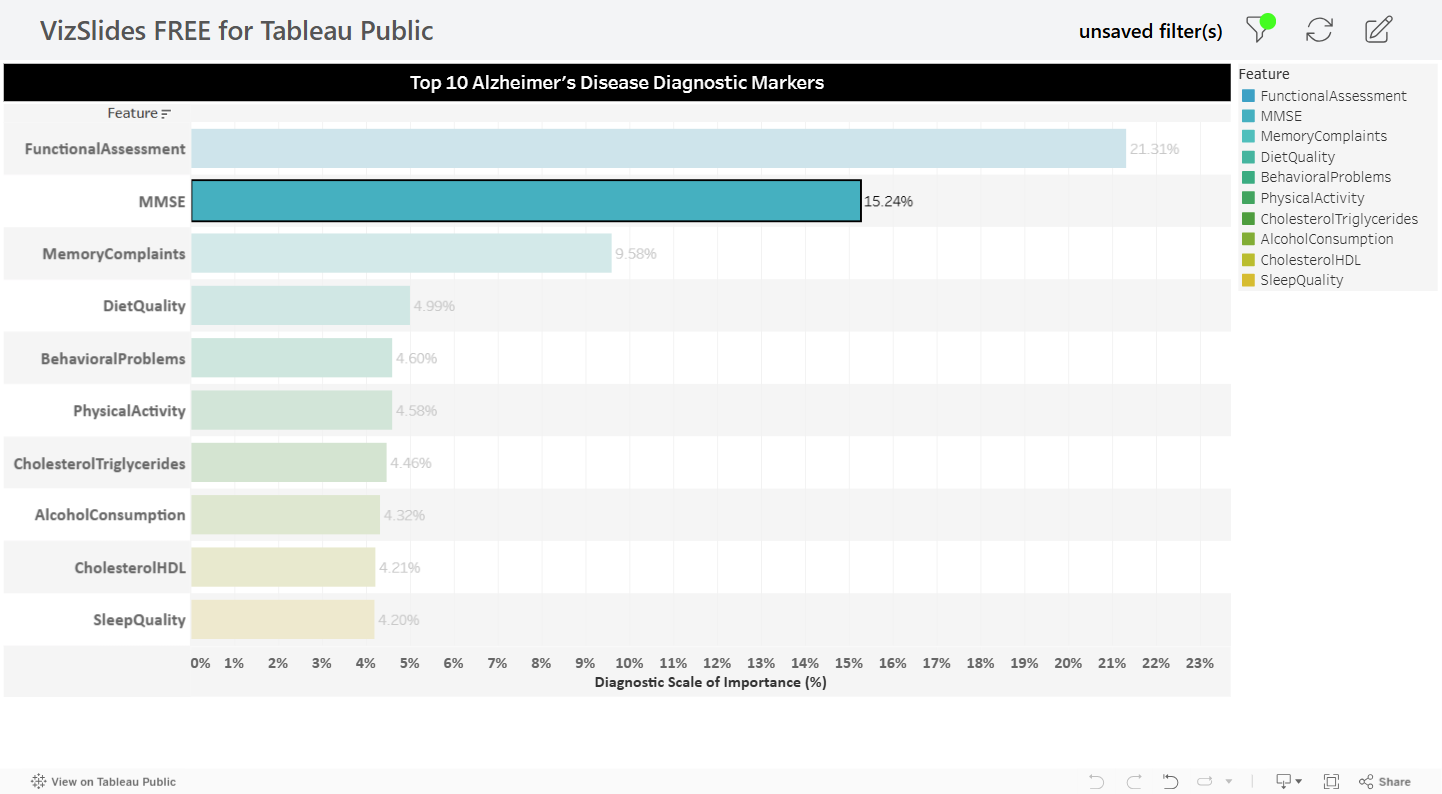 VizSlides FREE for Tableau Public
unsaved filter(s)
Top 10 Alzheimer’s Disease Diagnostic Markers
Feature
FunctionalAssessment 21.31%
MMSE 15.24%
MemoryComplaints 9.58%
DietQuality 4.99%
BehavioralProblems 4.60%
PhysicalActivity 4.58%
CholesterolTriglycerides 4.46%
AlcoholConsumption 4.32%
CholesterolHDL 4.21%
SleepQuality 4.20%
0% 1% 2% 3% 4% 5% 6% 7% 8% 9% 10% 11% 12% 13% 14% 15% 16% 17% 18% 19% 20% 21% 22% 23%
Diagnostic Scale of Importance (%)
Feature
FunctionalAssessment
MMSE
MemoryComplaints
DietQuality
BehavioralProblems
PhysicalActivity
CholesterolTriglycerides
AlcoholConsumption
CholesterolHDL
SleepQuality
View on Tableau Public
Share